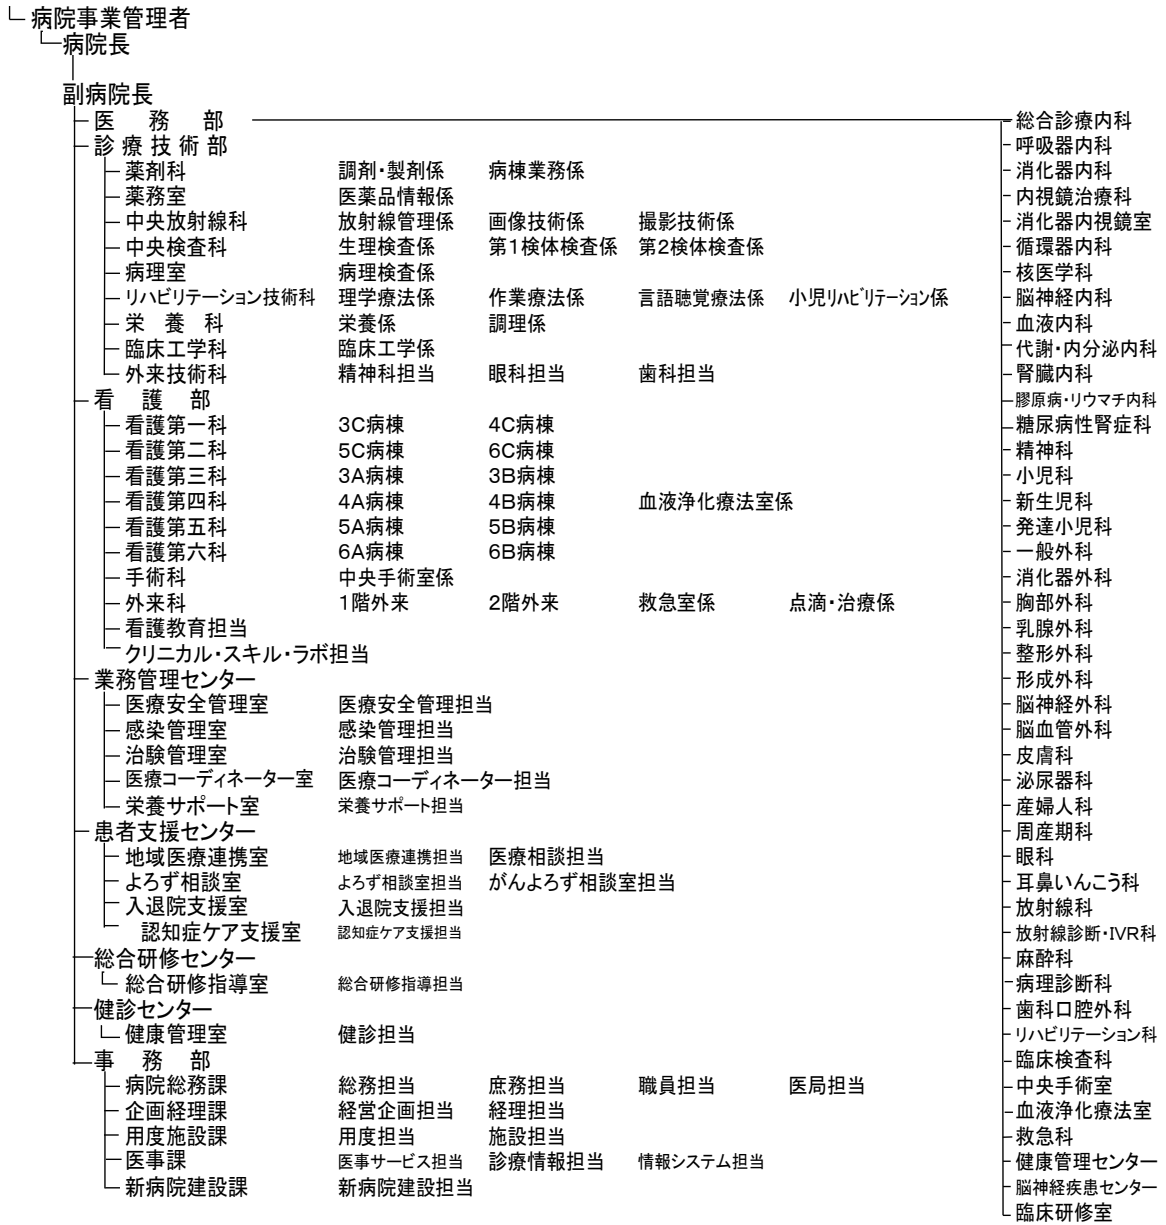 病院事業管理者
病院長
副病院長
医務部 総合診療内科
診療技術部 呼吸器内科
薬剤科 調剤・製剤係 病棟業務係 消化器内科
薬務室 医薬品情報係 内視鏡治療科
中央放射線科 放射線管理係 画像技術係 撮影技術係 消化器内視鏡室
中央検査科 生理検査係 第1検体検査係 第2検体検査係 循環器内科
病理室 病理検査係 核医学科
リハビリテーション技術科 理学療法係 作業療法係 言語聴覚療法係 小児リハビリテーション係 脳神経内科
栄養科 栄養係 調理係 血液内科
臨床工学科 臨床工学係 代謝・内分泌内科
外来技術科 精神科担当 眼科担当 歯科担当 腎臓内科
看護部 膠原病・リウマチ内科
看護第一科 3C病棟 4C病棟 糖尿病性腎症科
看護第二科 5C病棟 6C病棟 精神科
看護第三科 3A病棟 3B病棟 小児科
看護第四科 4A病棟 4B病棟 血液浄化療法室係 新生児科
看護第五科 5A病棟 5B病棟 発達小児科
看護第六科 6A病棟 6B病棟 一般外科
手術科 中央手術室係 消化器外科
外来科 1階外来 2階外来 救急室係 点滴・治療係 胸部外科
看護教育担当 乳腺外科
クリニカル・スキル・ラボ担当 整形外科
業務管理センター 形成外科
医療安全管理室 医療安全管理担当 脳神経外科
感染管理室 感染管理担当 脳血管外科
治験管理室 治験管理担当 皮膚科
医療コーディネーター室 医療コーディネーター担当 泌尿器科
栄養サポート室 栄養サポート担当 産婦人科
患者支援センター 周産期科
地域医療連携室 地域医療連携担当 医療相談担当 眼科
よろず相談室 よろず相談室担当 がんよろず相談室担当 耳鼻いんこう科
入退院支援室 入退院支援担当 放射線科
認知症ケア支援室 認知症ケア支援担当 放射線診断・IVR科
総合研修センター 麻酔科
総合研修指導室 総合研修指導担当 病理診断科
健診センター 歯科口腔外科
健康管理室 健診担当 リハビリテーション科
事務部 臨床検査科
病院総務課 総務担当 庶務担当 職員担当 医局担当 中央手術室
企画経理課 経営企画担当 経理担当 血液浄化療法室
用度施設課 用度担当 施設担当 救急科
医事課 医事サービス担当 診療情報担当 情報システム担当 健康管理センター
新病院建設課 新病院建設担当 脳神経疾患センター
臨床研修室